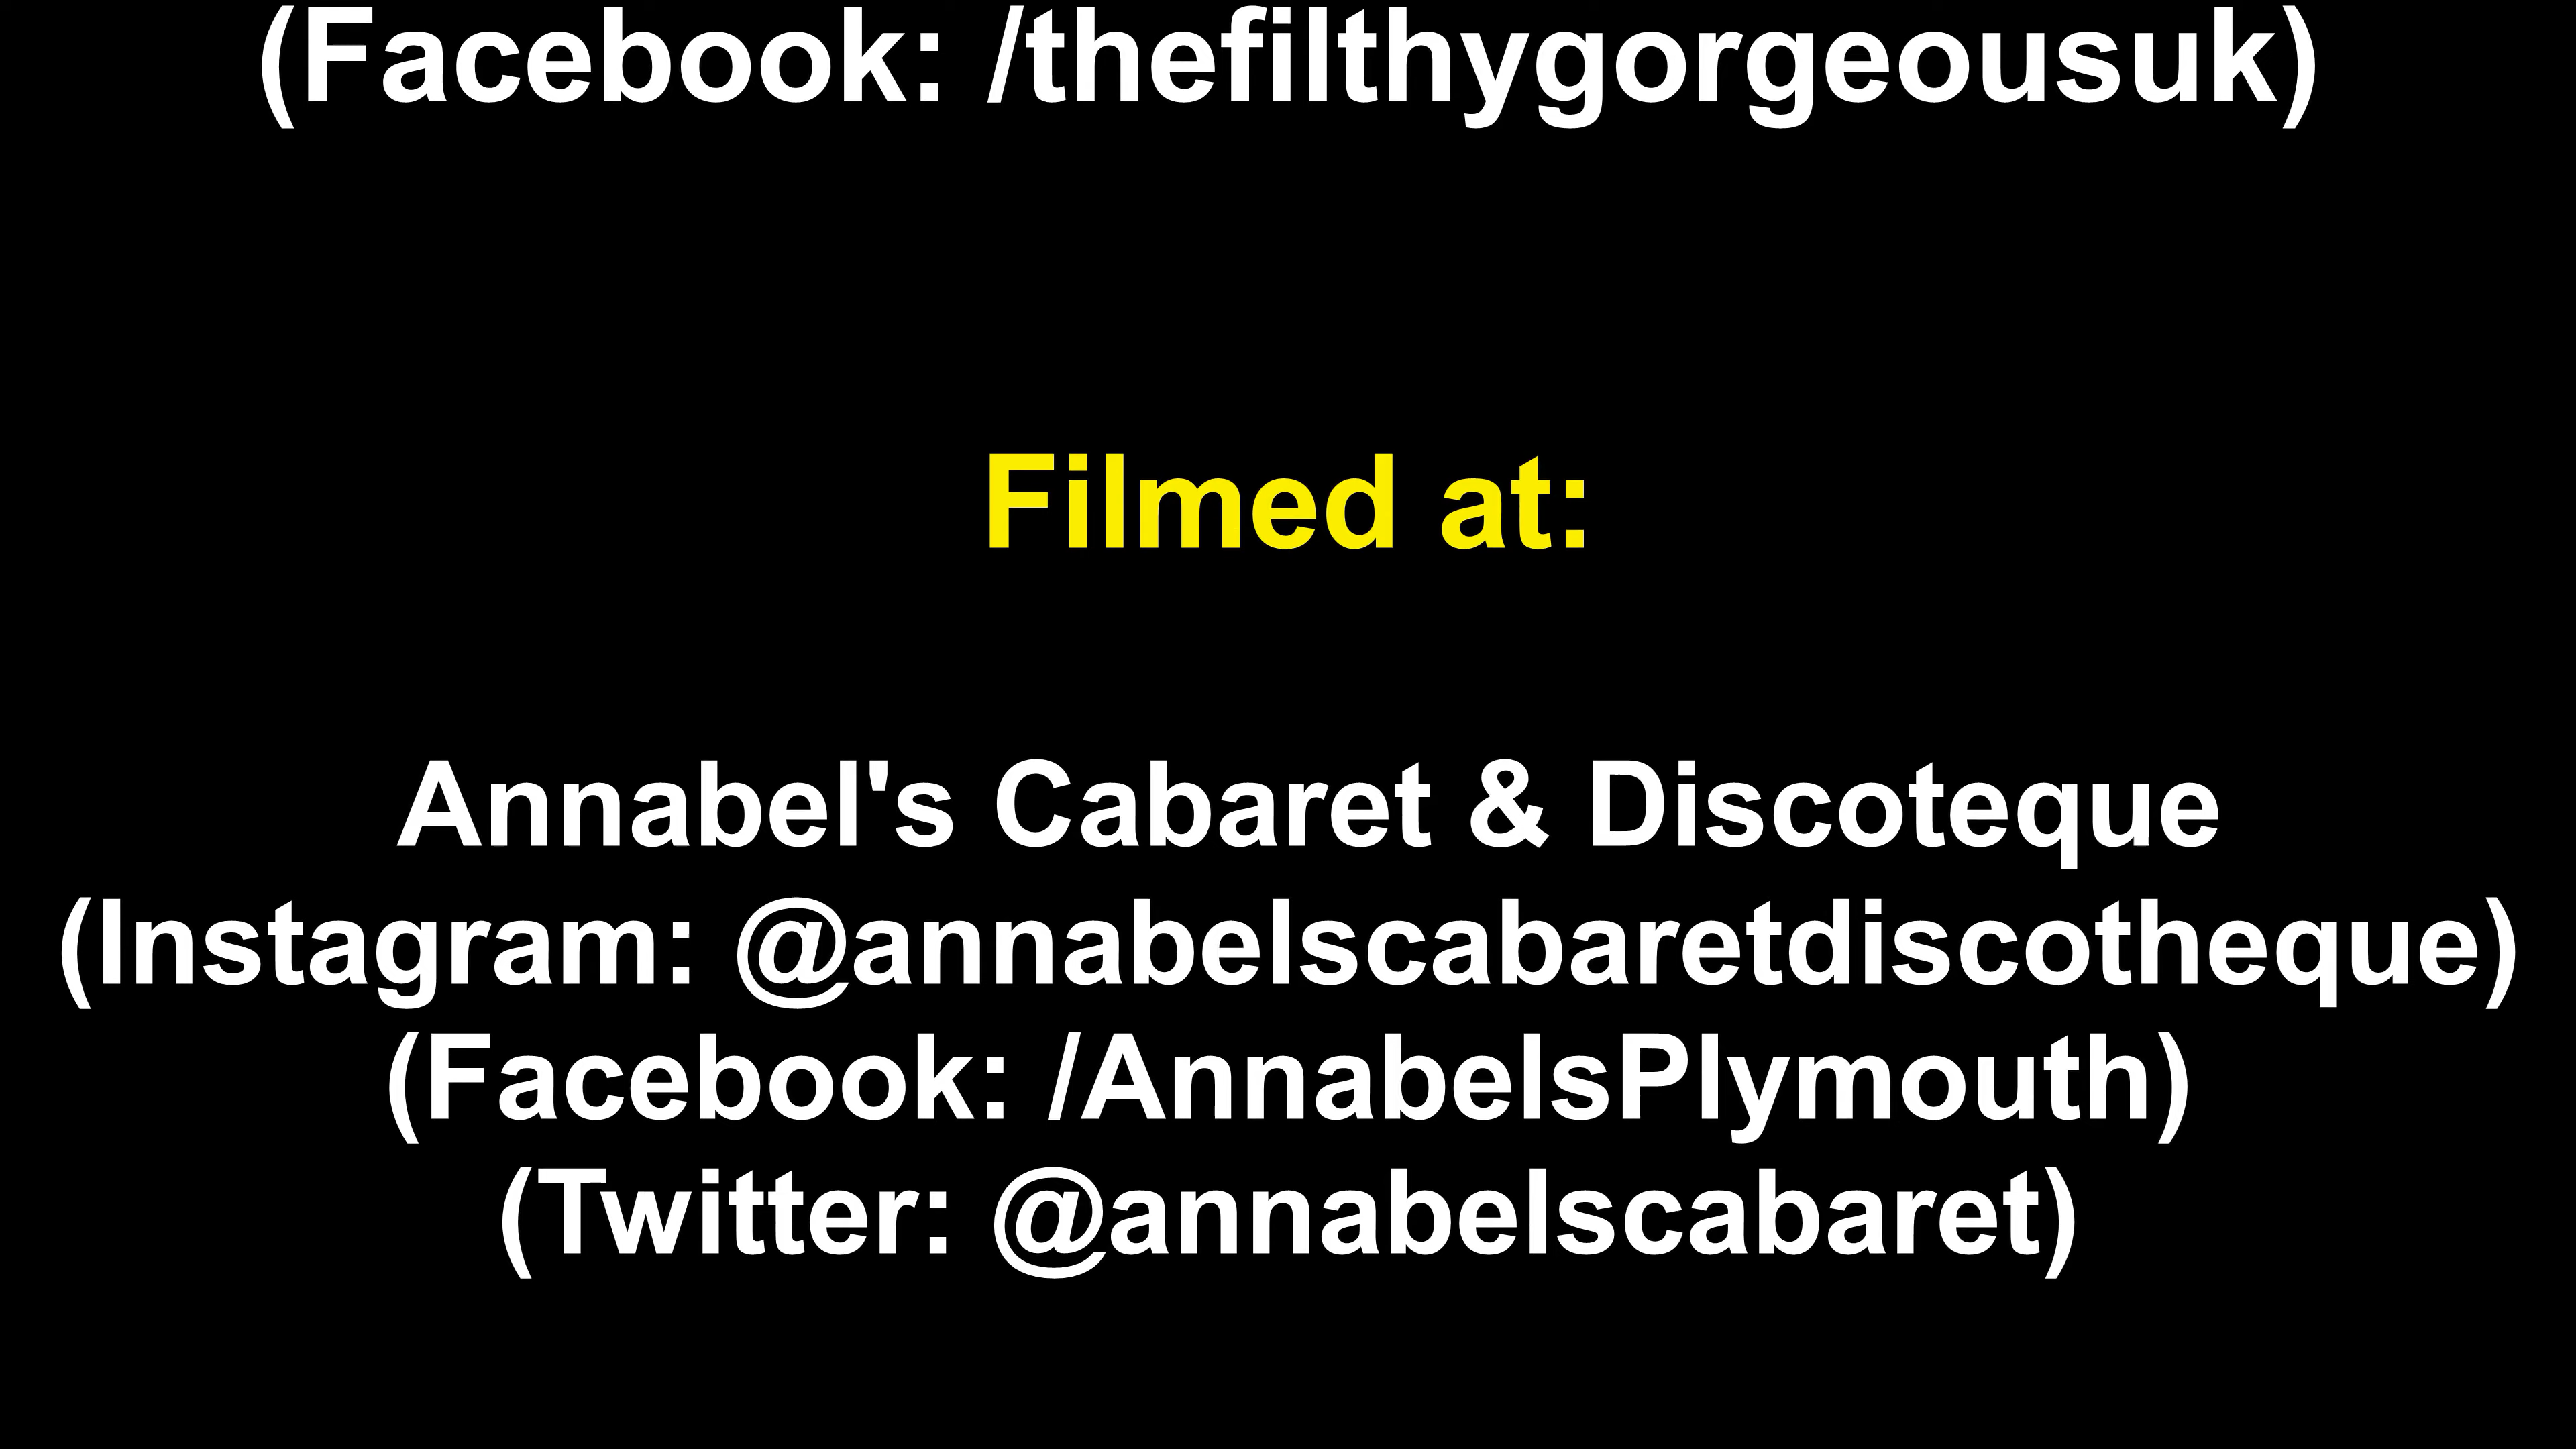 (Facebook: /thefilthygorgeousuk)
Filmed at:
Annabel's Cabaret & Discoteque
(Instagram: @annabelscabaretdiscotheque)
(Facebook: /AnnabelsPlymouth)
(Twitter: @annabelscabaret)